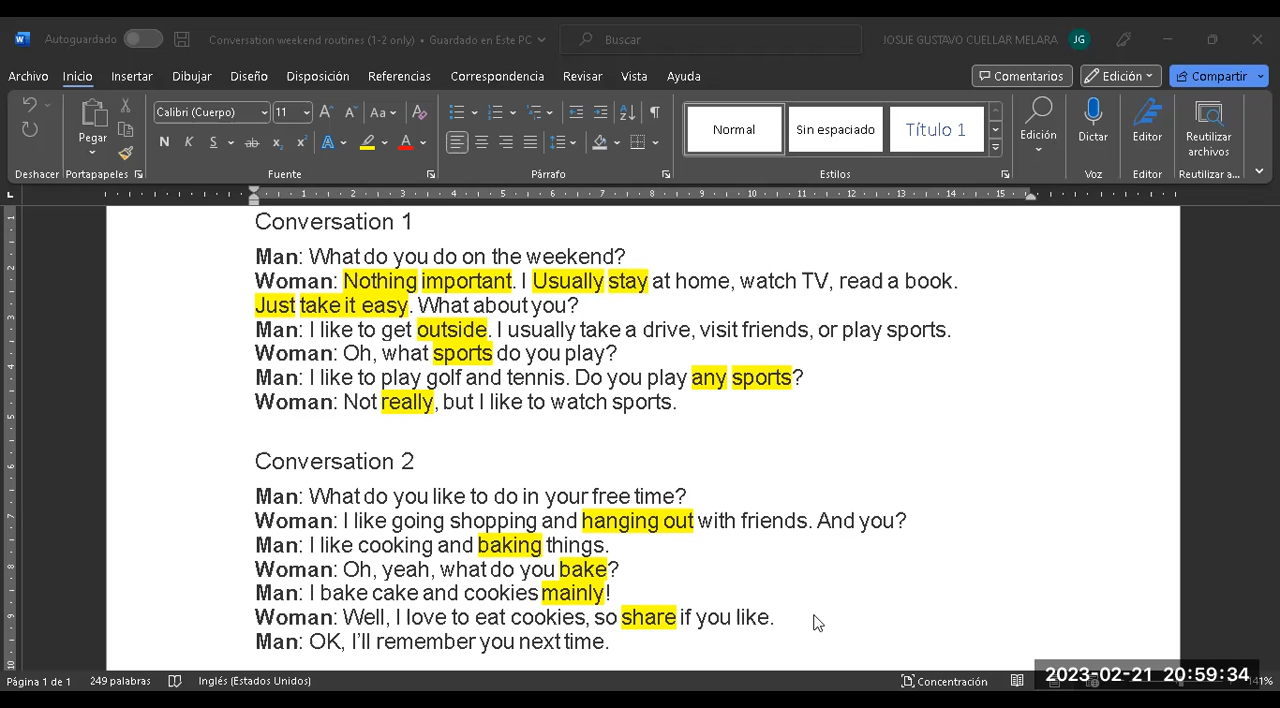 Autoguardado
Conversation weekend routines (1-2 only) • Guardado en Este PC
Buscar
JOSUE GUSTAVO CUELLAR MELARA
JG
Archivo Inicio Insertar Dibujar Diseño Disposición Referencias Correspondencia Revisar Vista Ayuda
Comentarios
Edición
Compartir
Pegar
Calibri (Cuerpo)
11
Normal
Sin espaciado
Título 1
Edición
Dictar
Editor
Reutilizar archivos
Deshacer
Portapapeles
Fuente
Párrafo
Estilos
Voz
Editor
Reutilizar a...
Conversation 1
Man: What do you do on the weekend?
Woman: Nothing important. I Usually stay at home, watch TV, read a book.
Just take it easy. What about you?
Man: I like to get outside. I usually take a drive, visit friends, or play sports.
Woman: Oh, what sports do you play?
Man: I like to play golf and tennis. Do you play any sports?
Woman: Not really, but I like to watch sports.
Conversation 2
Man: What do you like to do in your free time?
Woman: I like going shopping and hanging out with friends. And you?
Man: I like cooking and baking things.
Woman: Oh, yeah, what do you bake?
Man: I bake cake and cookies mainly!
Woman: Well, I love to eat cookies, so share if you like.
Man: OK, I’ll remember you next time.
Página 1 de 1
249 palabras
Inglés (Estados Unidos)
Concentración
2023-02-21 20:59:34
141%